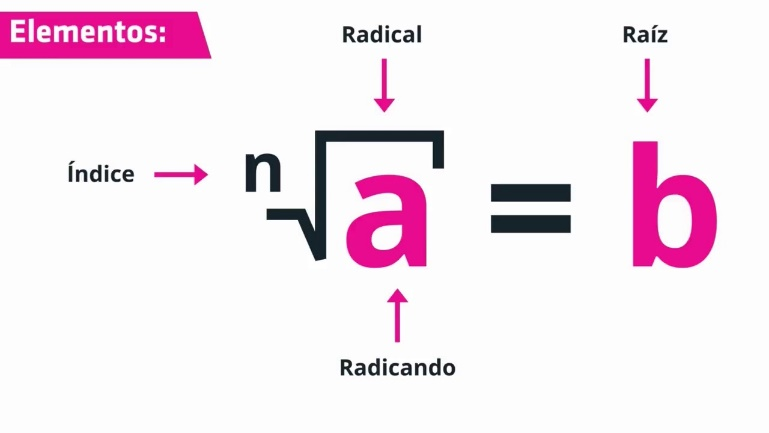 Elementos:
Radical
Raíz
Índice
n√a = b
Radicando